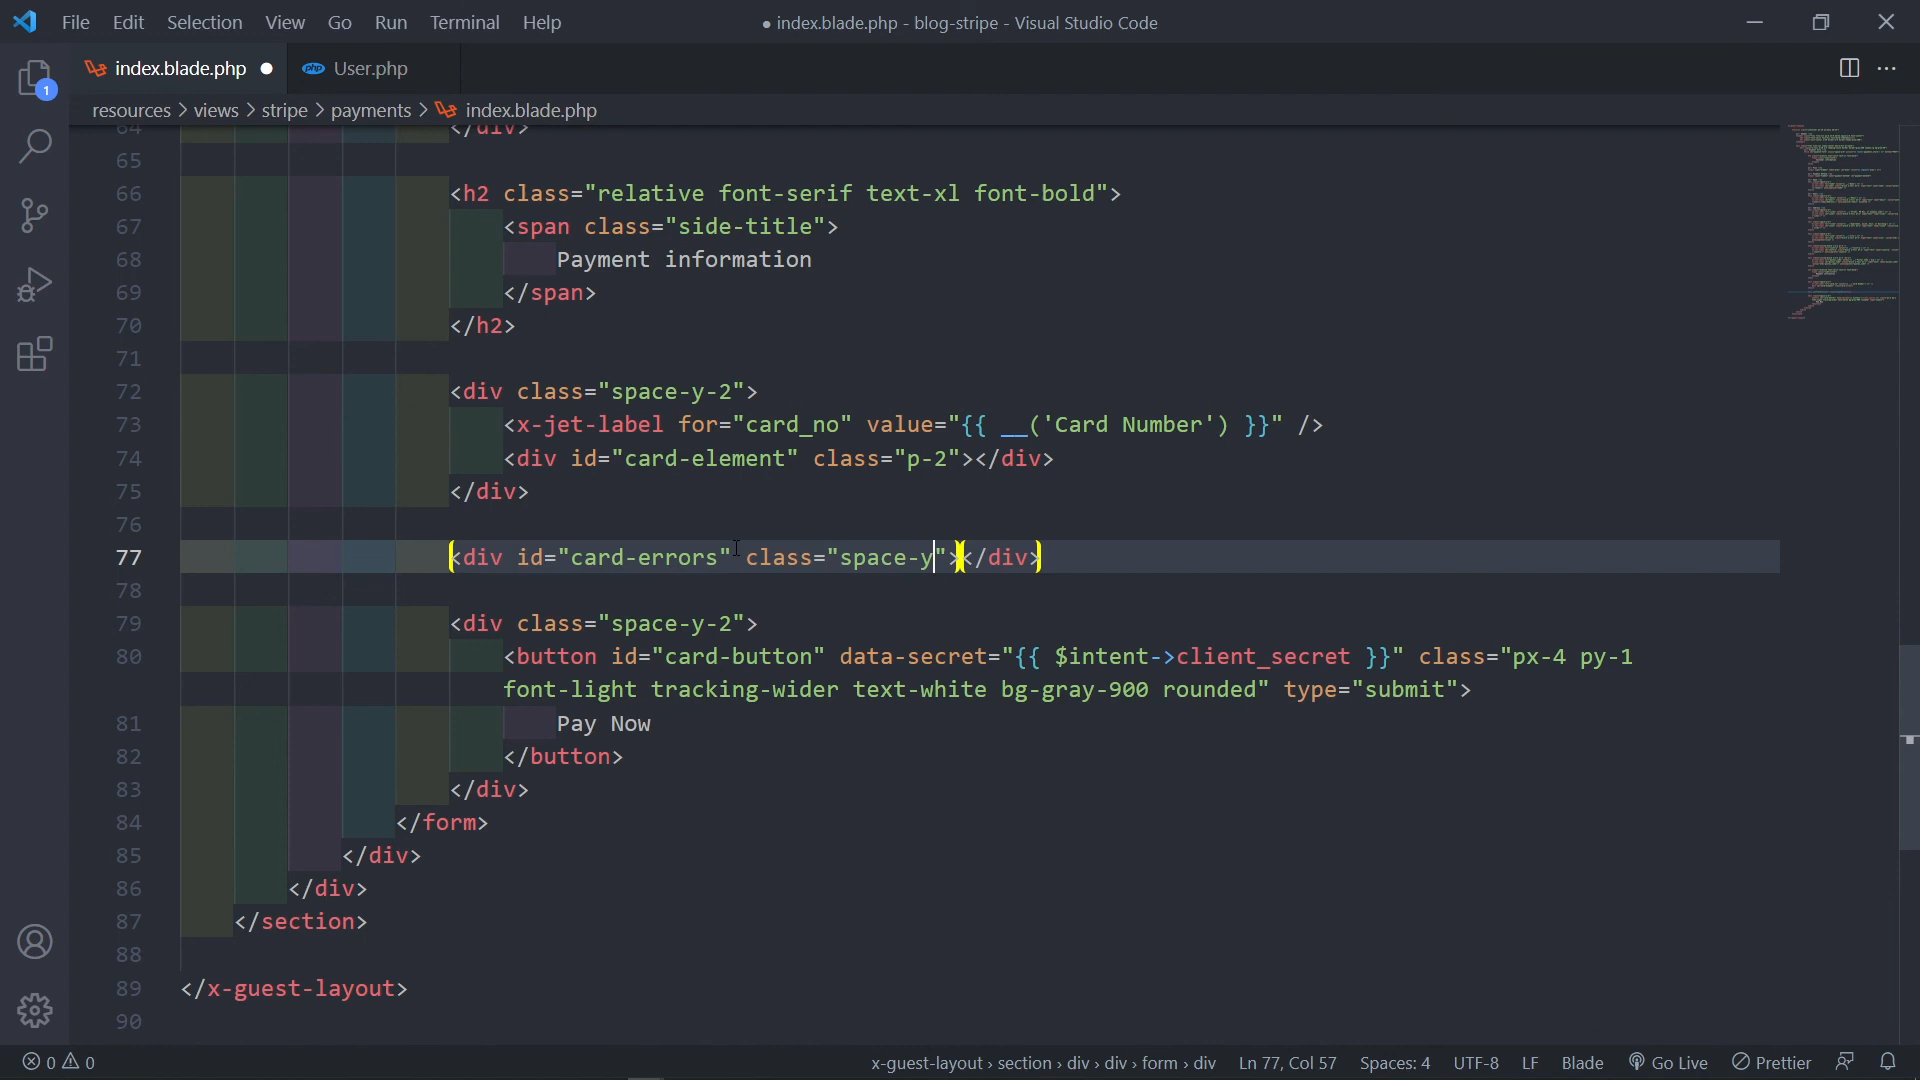 File Edit Selection View Go Run Terminal Help
● index.blade.php - blog-stripe - Visual Studio Code
index.blade.php ●
php User.php
1
resources > views > stripe > payments > index.blade.php
64 </div>
65
66 <h2 class="relative font-serif text-xl font-bold">
67 <span class="side-title">
68 Payment information
69 </span>
70 </h2>
71
72 <div class="space-y-2">
73 <x-jet-label for="card_no" value="{{ __('Card Number') }}" />
74 <div id="card-element" class="p-2"></div>
75 </div>
76
77 <div id="card-errors" class="space-y"></div>
78
79 <div class="space-y-2">
80 <button id="card-button" data-secret="{{ $intent->client_secret }}" class="px-4 py-1
font-light tracking-wider text-white bg-gray-900 rounded" type="submit">
81 Pay Now
82 </button>
83 </div>
84 </form>
85 </div>
86 </div>
87 </section>
88
89 </x-guest-layout>
90
0 0 x-guest-layout › section › div › div › form › div Ln 77, Col 57 Spaces: 4 UTF-8 LF Blade Go Live Prettier